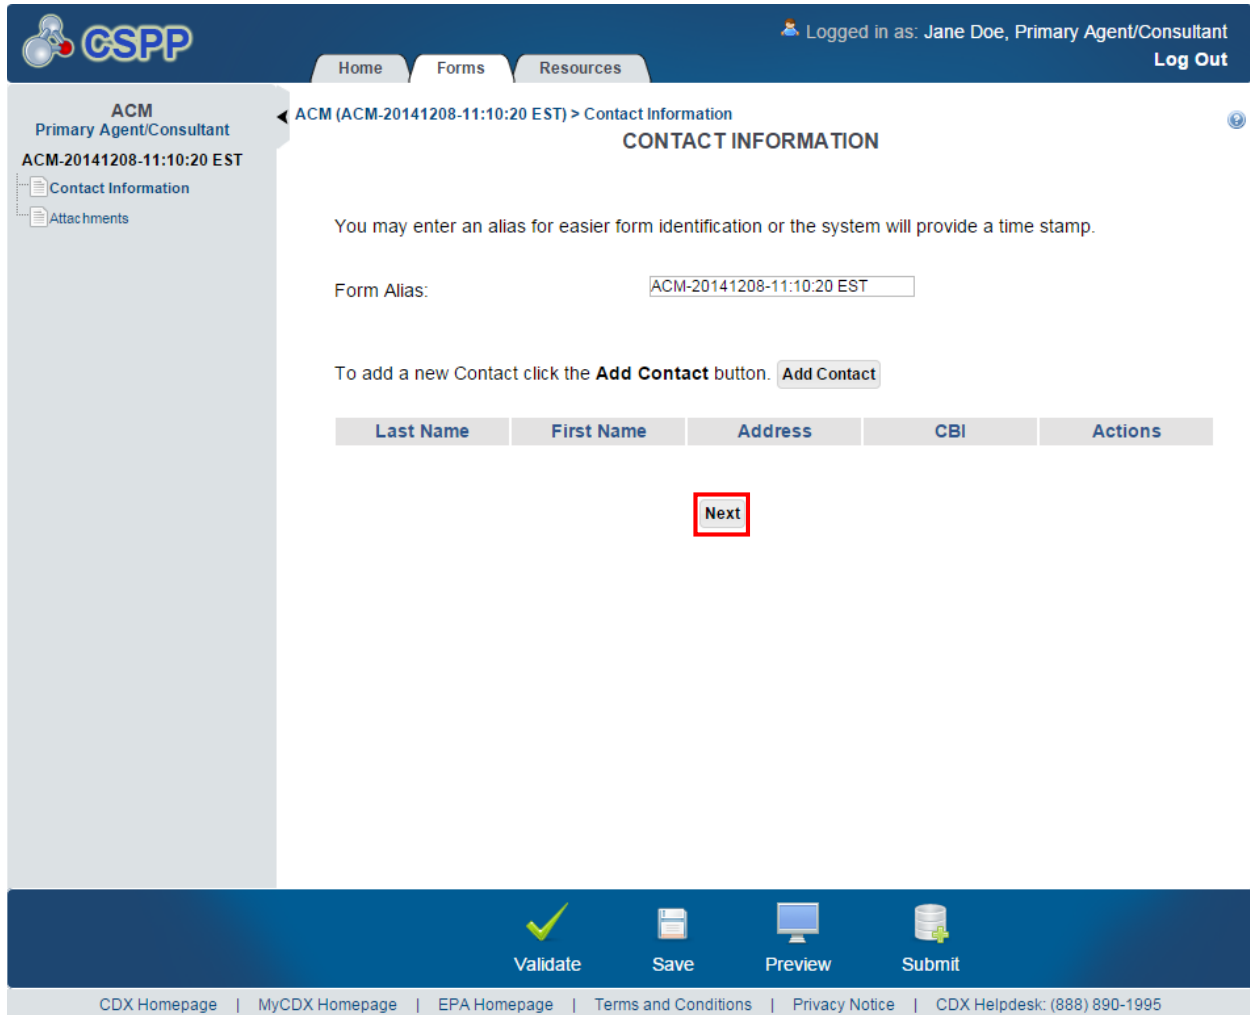 CSPP
Logged in as: Jane Doe, Primary Agent/Consultant
Log Out
Home Forms Resources
ACM
Primary Agent/Consultant
ACM-20141208-11:10:20 EST
Contact Information
Attachments
ACM (ACM-20141208-11:10:20 EST) > Contact Information
CONTACT INFORMATION
You may enter an alias for easier form identification or the system will provide a time stamp.
Form Alias: ACM-20141208-11:10:20 EST
To add a new Contact click the Add Contact button. Add Contact
Last Name First Name Address CBI Actions
Next
Validate Save Preview Submit
CDX Homepage | MyCDX Homepage | EPA Homepage | Terms and Conditions | Privacy Notice | CDX Helpdesk: (888) 890-1995